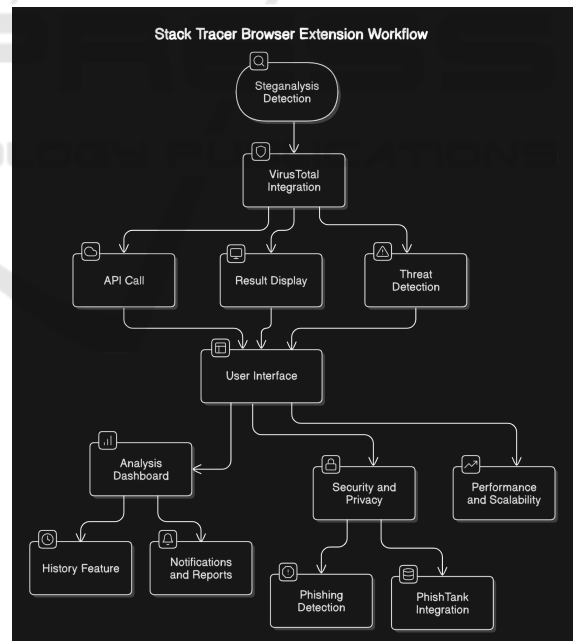 Stack Tracer Browser Extension Workflow
Steganalysis
Detection
VirusTotal
Integration
API Call
Result Display
Threat
Detection
User Interface
Analysis
Dashboard
Security and
Privacy
Performance
and Scalability
History Feature
Notifications
and Reports
Phishing
Detection
PhishTank
Integration